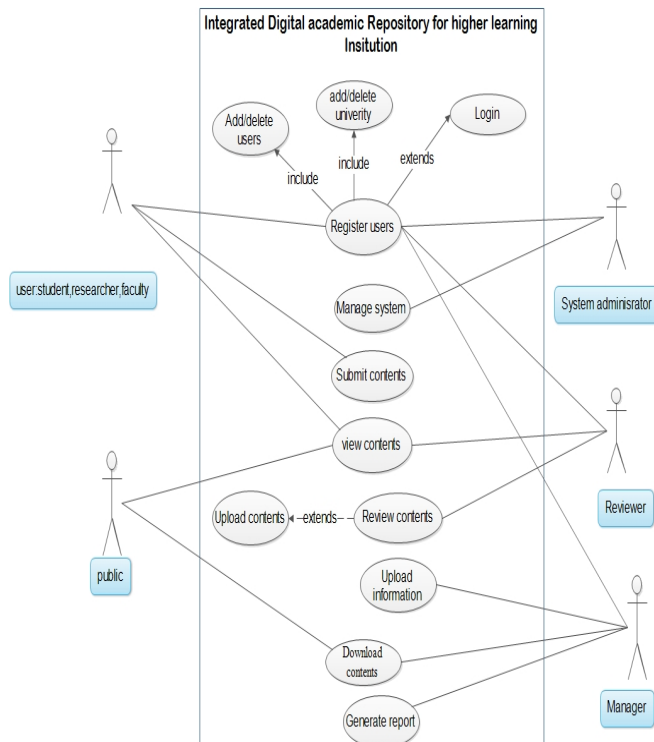 Integrated Digital academic Repository for higher learning
Insitution
Add/delete
users
add/delete
univerity
Login
include
include
extends
Register users
user:student,researcher,faculty
System adminisrator
Manage system
Submit contents
view contents
Upload contents
extends
Review contents
Reviewer
public
Upload
information
Download
contents
Manager
Generate report